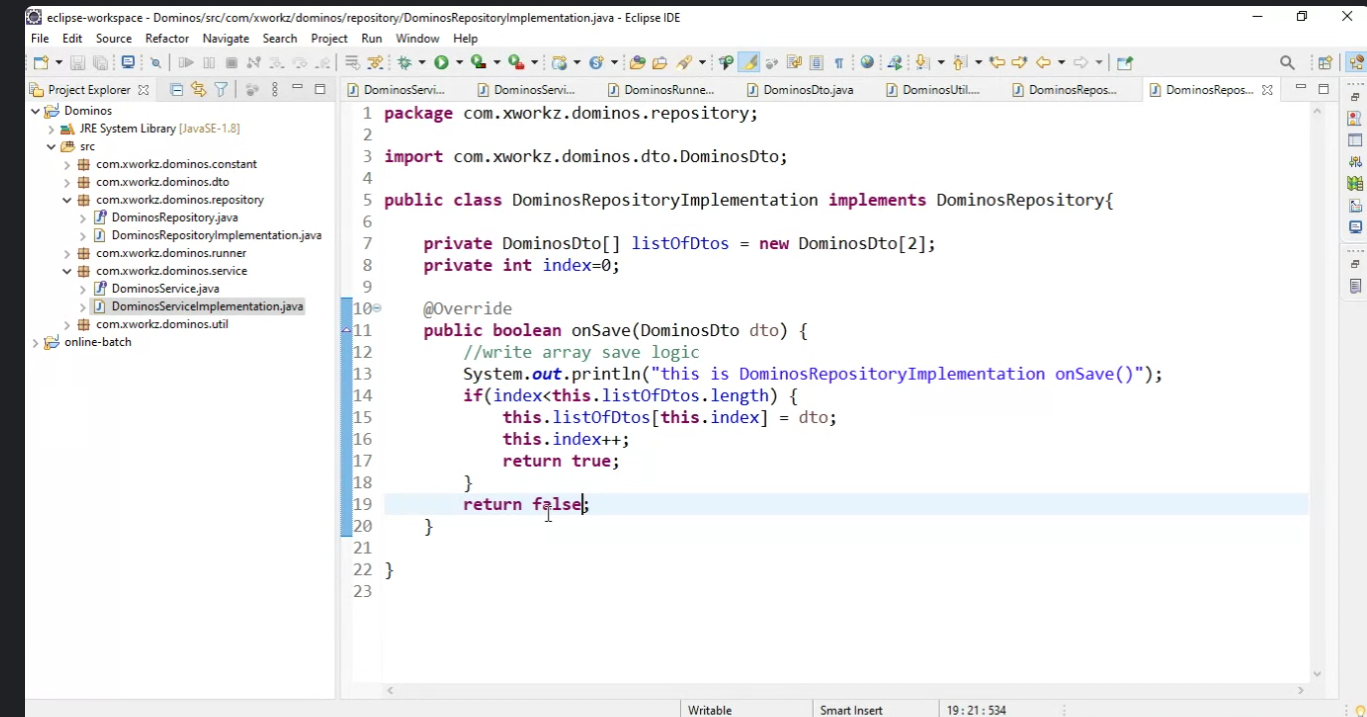 eclipse-workspace - Dominos/src/com/xworkz/dominos/repository/DominosRepositoryImplementation.java - Eclipse IDE
File Edit Source Refactor Navigate Search Project Run Window Help
Project Explorer
DominosServi... DominosServi... DominosRunne... DominosDto.java DominosUtil.... DominosRepos... DominosRepos...
Dominos
JRE System Library [JavaSE-1.8]
src
com.xworkz.dominos.constant
com.xworkz.dominos.dto
com.xworkz.dominos.repository
DominosRepository.java
DominosRepositoryImplementation.java
com.xworkz.dominos.runner
com.xworkz.dominos.service
DominosService.java
DominosServiceImplementation.java
com.xworkz.dominos.util
online-batch
1 package com.xworkz.dominos.repository;
2
3 import com.xworkz.dominos.dto.DominosDto;
4
5 public class DominosRepositoryImplementation implements DominosRepository{
6
7 private DominosDto[] listOfDtos = new DominosDto[2];
8 private int index=0;
9
10 @Override
11 public boolean onSave(DominosDto dto) {
12 //write array save logic
13 System.out.println("this is DominosRepositoryImplementation onSave()");
14 if(index<this.listOfDtos.length) {
15 this.listOfDtos[this.index] = dto;
16 this.index++;
17 return true;
18 }
19 return false;
20 }
21
22 }
23
Writable Smart Insert 19 : 21 : 534